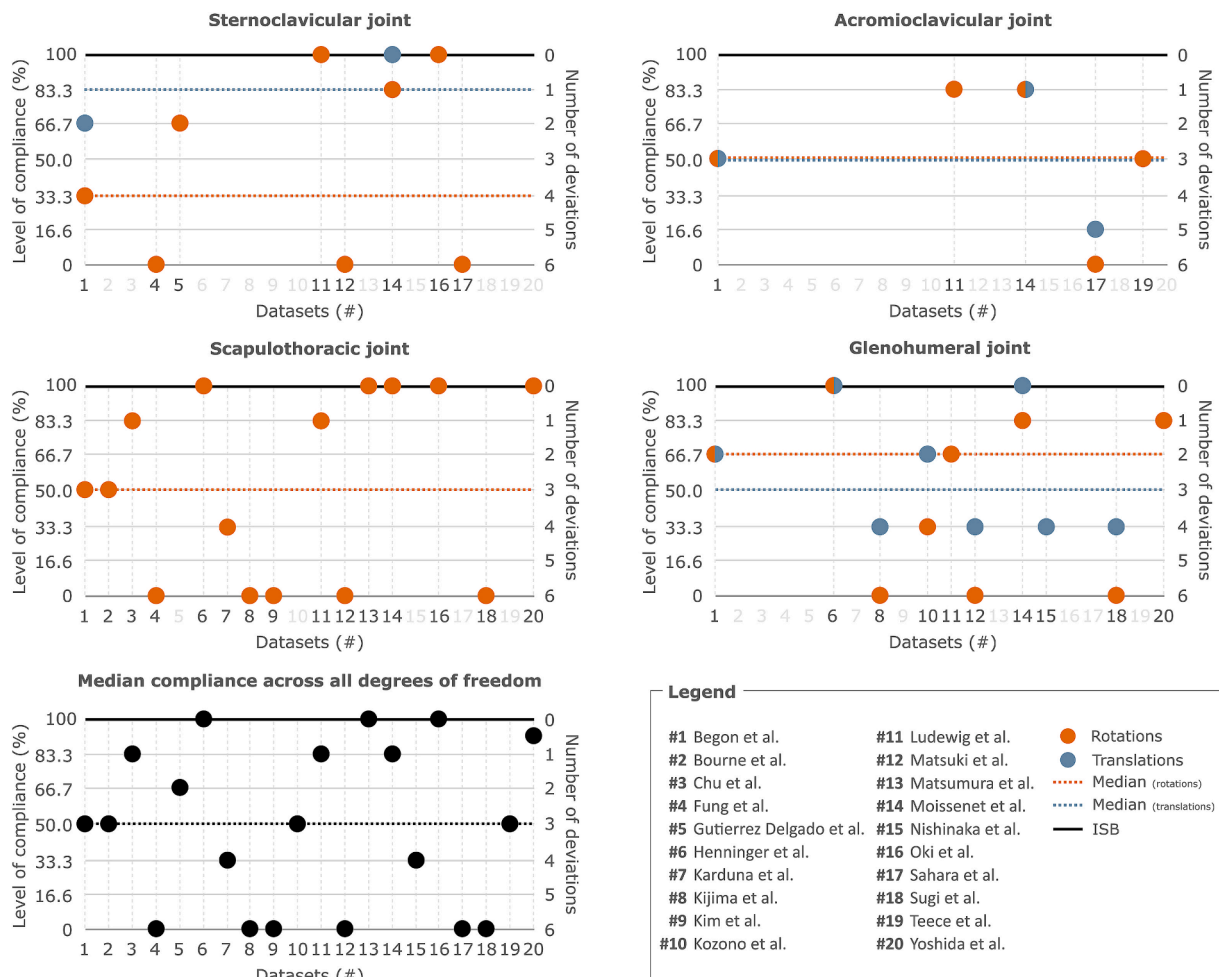 Sternoclavicular joint
Level of compliance (%)
100
83.3
66.7
50.0
33.3
16.6
0
0
1
2
3
4
5
6
Number of deviations
1 2 3 4 5 6 7 8 9 10 11 12 13 14 15 16 17 18 19 20
Datasets (#)
Acromioclavicular joint
Level of compliance (%)
100
83.3
66.7
50.0
33.3
16.6
0
0
1
2
3
4
5
6
Number of deviations
1 2 3 4 5 6 7 8 9 10 11 12 13 14 15 16 17 18 19 20
Datasets (#)
Scapulothoracic joint
Level of compliance (%)
100
83.3
66.7
50.0
33.3
16.6
0
0
1
2
3
4
5
6
Number of deviations
1 2 3 4 5 6 7 8 9 10 11 12 13 14 15 16 17 18 19 20
Datasets (#)
Glenohumeral joint
Level of compliance (%)
100
83.3
66.7
50.0
33.3
16.6
0
0
1
2
3
4
5
6
Number of deviations
1 2 3 4 5 6 7 8 9 10 11 12 13 14 15 16 17 18 19 20
Datasets (#)
Median compliance across all degrees of freedom
Level of compliance (%)
100
83.3
66.7
50.0
33.3
16.6
0
0
1
2
3
4
5
6
Number of deviations
1 2 3 4 5 6 7 8 9 10 11 12 13 14 15 16 17 18 19 20
Datasets (#)
Legend
#1 Begon et al.
#2 Bourne et al.
#3 Chu et al.
#4 Fung et al.
#5 Gutierrez Delgado et al.
#6 Henninger et al.
#7 Karduna et al.
#8 Kijima et al.
#9 Kim et al.
#10 Kozono et al.
#11 Ludewig et al.
#12 Matsuki et al.
#13 Matsumura et al.
#14 Moissenet et al.
#15 Nishinaka et al.
#16 Oki et al.
#17 Sahara et al.
#18 Sugi et al.
#19 Teece et al.
#20 Yoshida et al.
Rotations
Translations
Median (rotations)
Median (translations)
ISB